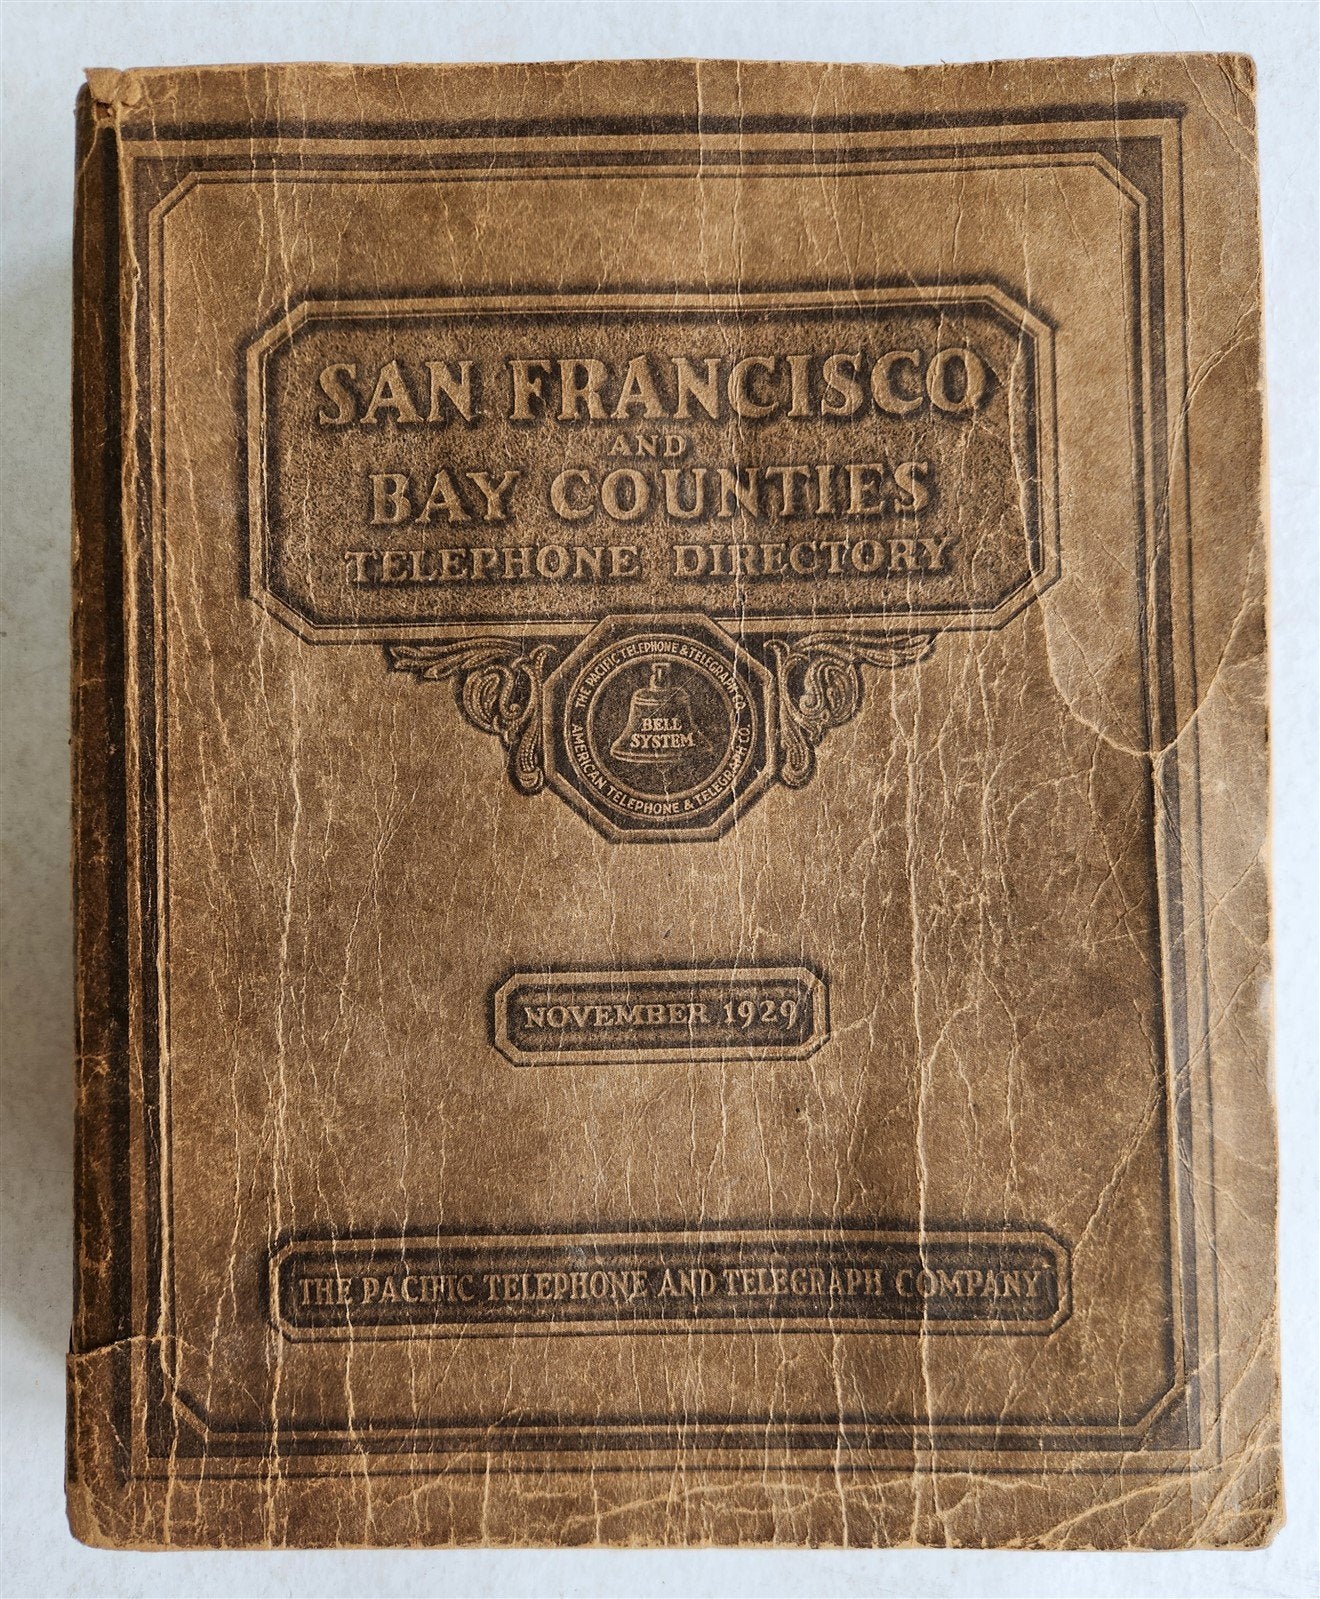 SAN FRANCISCO
AND
BAY COUNTIES
TELEPHONE DIRECTORY
THE PACIFIC TELEPHONE & TELEGRAPH CO.
BELL
SYSTEM
AMERICAN TELEPHONE & TELEGRAPH CO.
NOVEMBER 1929
THE PACIFIC TELEPHONE AND TELEGRAPH COMPANY